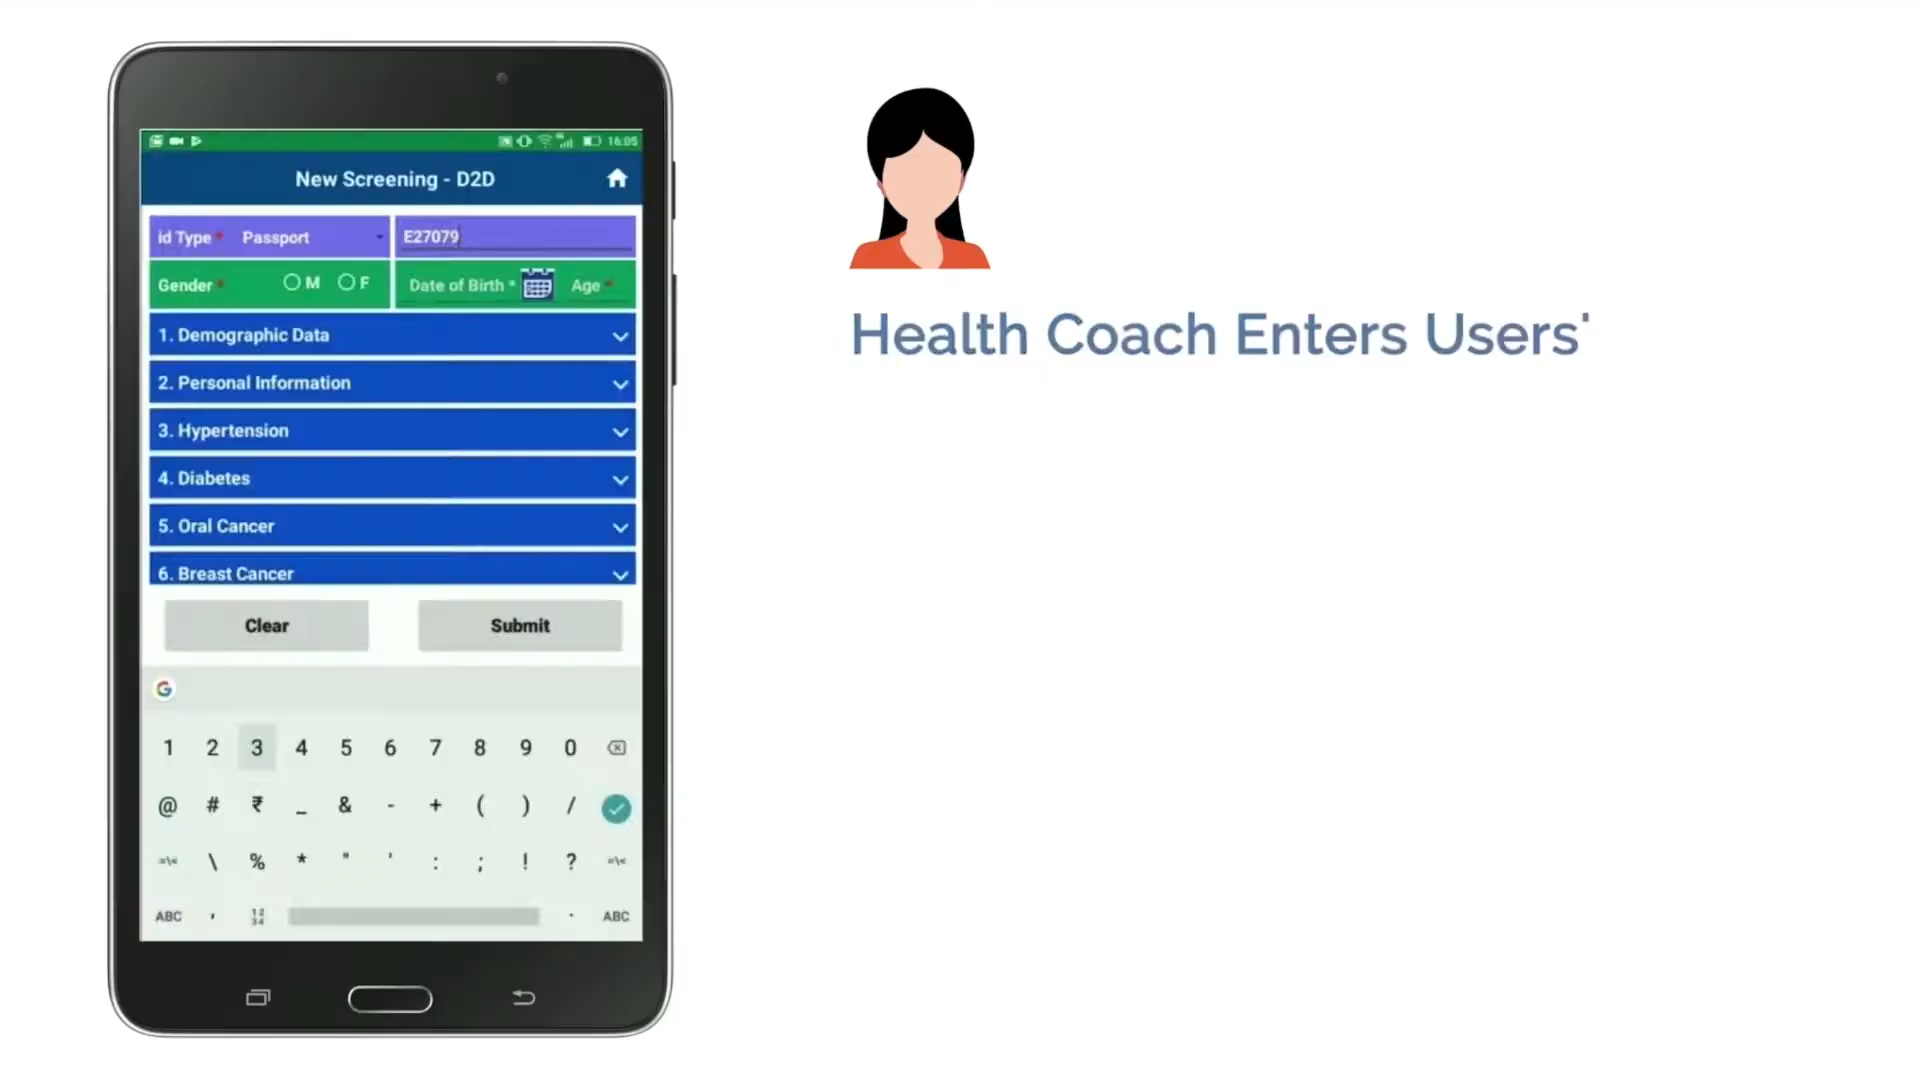 16:05
New Screening - D2D
id Type * Passport E27079
Gender * M F Date of Birth * Age *
1. Demographic Data
2. Personal Information
3. Hypertension
4. Diabetes
5. Oral Cancer
6. Breast Cancer
Clear Submit
G
1 2 3 4 5 6 7 8 9 0
@ # ₹ _ & - + ( ) /
=\< \ % * " ' : ; ! ? =\<
ABC , 12 34 . ABC
Health Coach Enters Users'